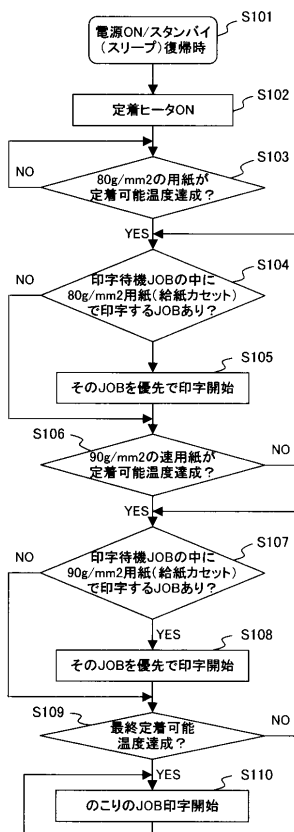 S101
電源ON/スタンバイ
(スリープ)復帰時
S102
定着ヒータON
S103
80g/mm2の用紙が
定着可能温度達成?
NO
YES
S104
印字待機JOBの中に
80g/mm2用紙(給紙カセット)
で印字するJOBあり?
NO
S105
そのJOBを優先で印字開始
S106
90g/mm2の速用紙が
定着可能温度達成?
NO
YES
S107
印字待機JOBの中に
90g/mm2用紙(給紙カセット)
で印字するJOBあり?
NO
YES
S108
そのJOBを優先で印字開始
S109
最終定着可能
温度達成?
NO
YES
S110
のこりのJOB印字開始